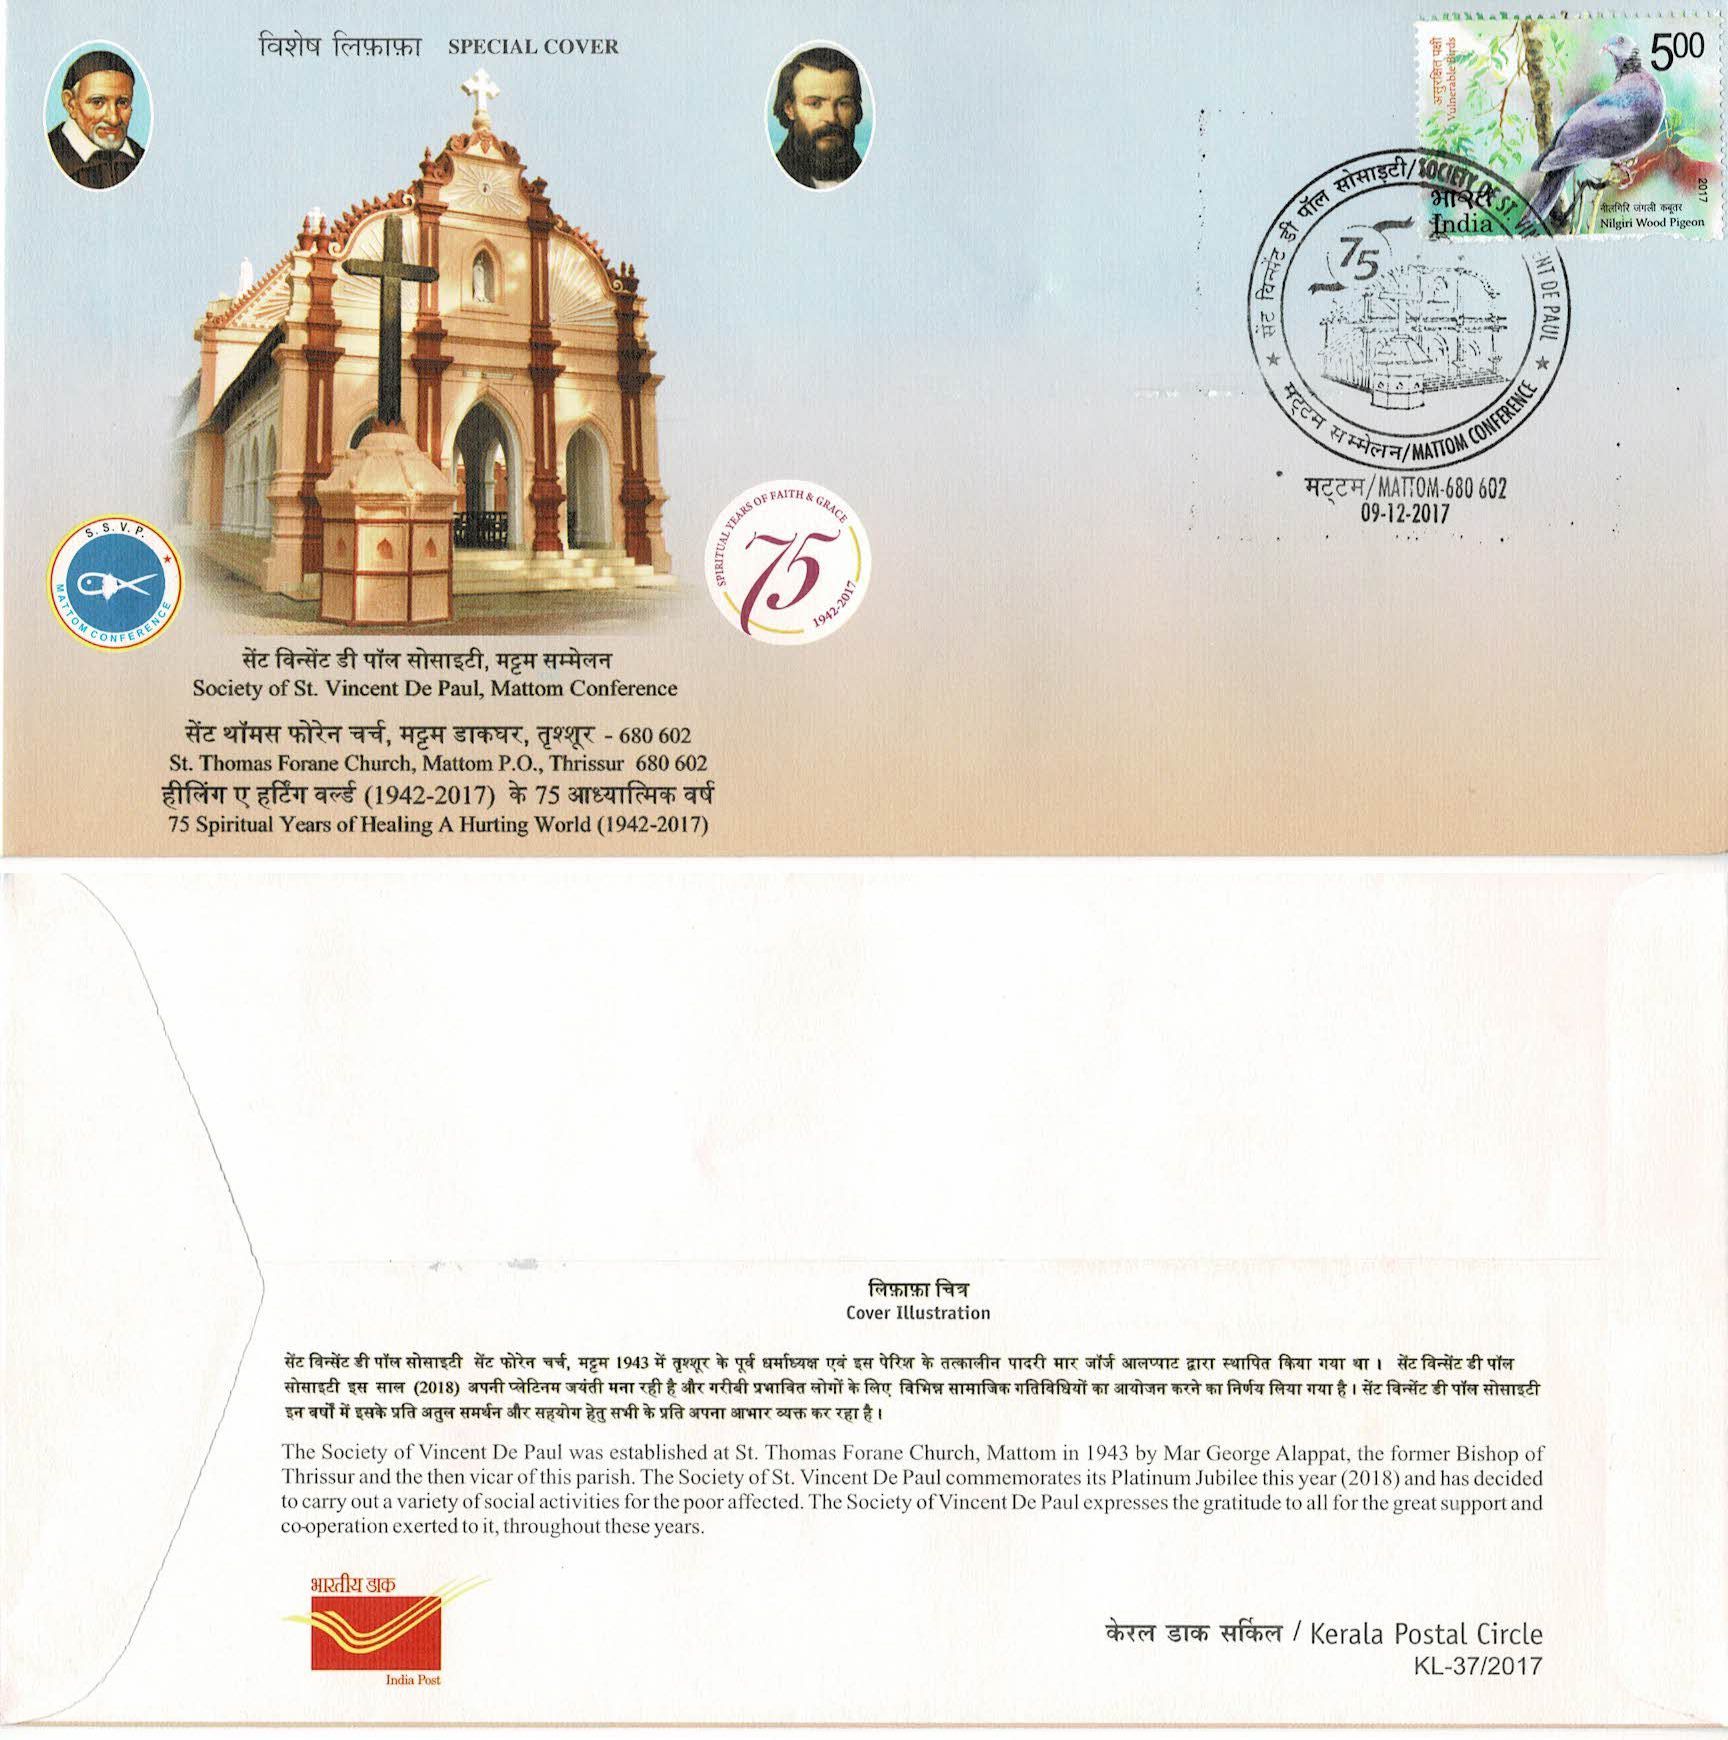 विशेष लिफ़ाफ़ा SPECIAL COVER
असुरक्षित पक्षी
Vulnerable Birds
500
भारत
India
2017
नीलगिरि जंगली कबूतर
Nilgiri Wood Pigeon
सेंट विन्सेंट डी पॉल सोसाइटी/SOCIETY OF ST. VINCENT DE PAUL
75
मट्टम सम्मेलन/MATTOM CONFERENCE
मट्टम/MATTOM-680 602
09-12-2017
S. S. V. P.
MATTOM CONFERENCE
SPIRITUAL YEARS OF FAITH & GRACE
75
1942-2017
सेंट विन्सेंट डी पॉल सोसाइटी, मट्टम सम्मेलन
Society of St. Vincent De Paul, Mattom Conference
सेंट थॉमस फोरेन चर्च, मट्टम डाकघर, तृश्शूर - 680 602
St. Thomas Forane Church, Mattom P.O., Thrissur 680 602
हीलिंग ए हर्टिंग वर्ल्ड (1942-2017) के 75 आध्यात्मिक वर्ष
75 Spiritual Years of Healing A Hurting World (1942-2017)
लिफ़ाफ़ा चित्र
Cover Illustration
सेंट विन्सेंट डी पॉल सोसाइटी सेंट फोरेन चर्च, मट्टम 1943 में तृश्शूर के पूर्व धर्माध्यक्ष एवं इस पेरिश के तत्कालीन पादरी मार जॉर्ज आलप्पाट द्वारा स्थापित किया गया था । सेंट विन्सेंट डी पॉल
सोसाइटी इस साल (2018) अपनी प्लेटिनम जयंती मना रही है और गरीबी प्रभावित लोगों के लिए विभिन्न सामाजिक गतिविधियों का आयोजन करने का निर्णय लिया गया है । सेंट विन्सेंट डी पॉल सोसाइटी
इन वर्षों में इसके प्रति अतुल समर्थन और सहयोग हेतु सभी के प्रति अपना आभार व्यक्त कर रहा है ।
The Society of Vincent De Paul was established at St. Thomas Forane Church, Mattom in 1943 by Mar George Alappat, the former Bishop of
Thrissur and the then vicar of this parish. The Society of St. Vincent De Paul commemorates its Platinum Jubilee this year (2018) and has decided
to carry out a variety of social activities for the poor affected. The Society of Vincent De Paul expresses the gratitude to all for the great support and
co-operation exerted to it, throughout these years.
भारतीय डाक
India Post
केरल डाक सर्किल / Kerala Postal Circle
KL-37/2017